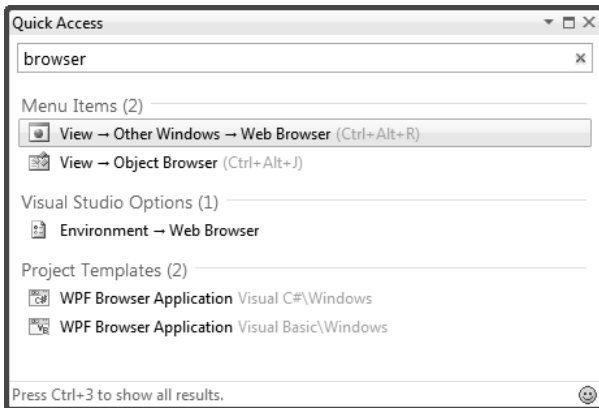 Quick Access
browser
Menu Items (2)
View → Other Windows → Web Browser (Ctrl+Alt+R)
View → Object Browser (Ctrl+Alt+J)
Visual Studio Options (1)
Environment → Web Browser
Project Templates (2)
WPF Browser Application Visual C#\Windows
WPF Browser Application Visual Basic\Windows
Press Ctrl+3 to show all results.